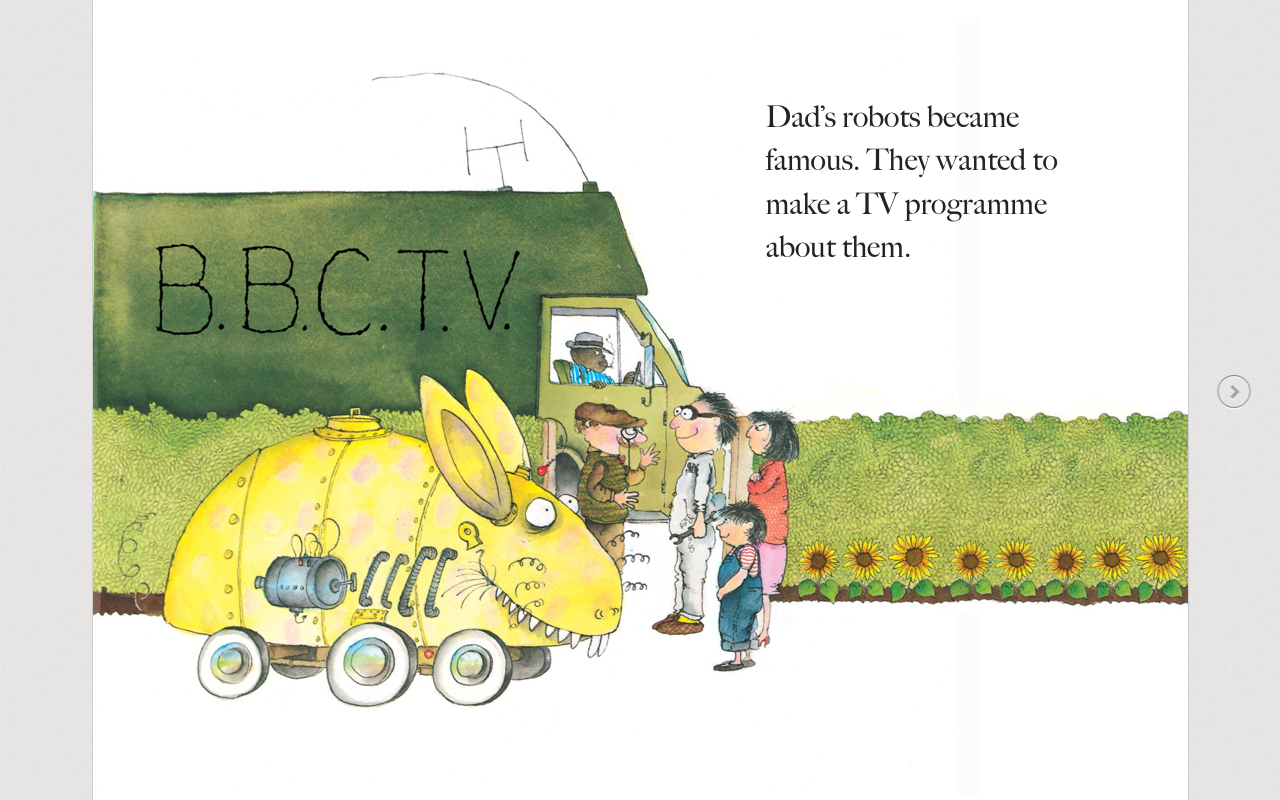 B.B.C.T.V.
Dad’s robots became
famous. They wanted to
make a TV programme
about them.